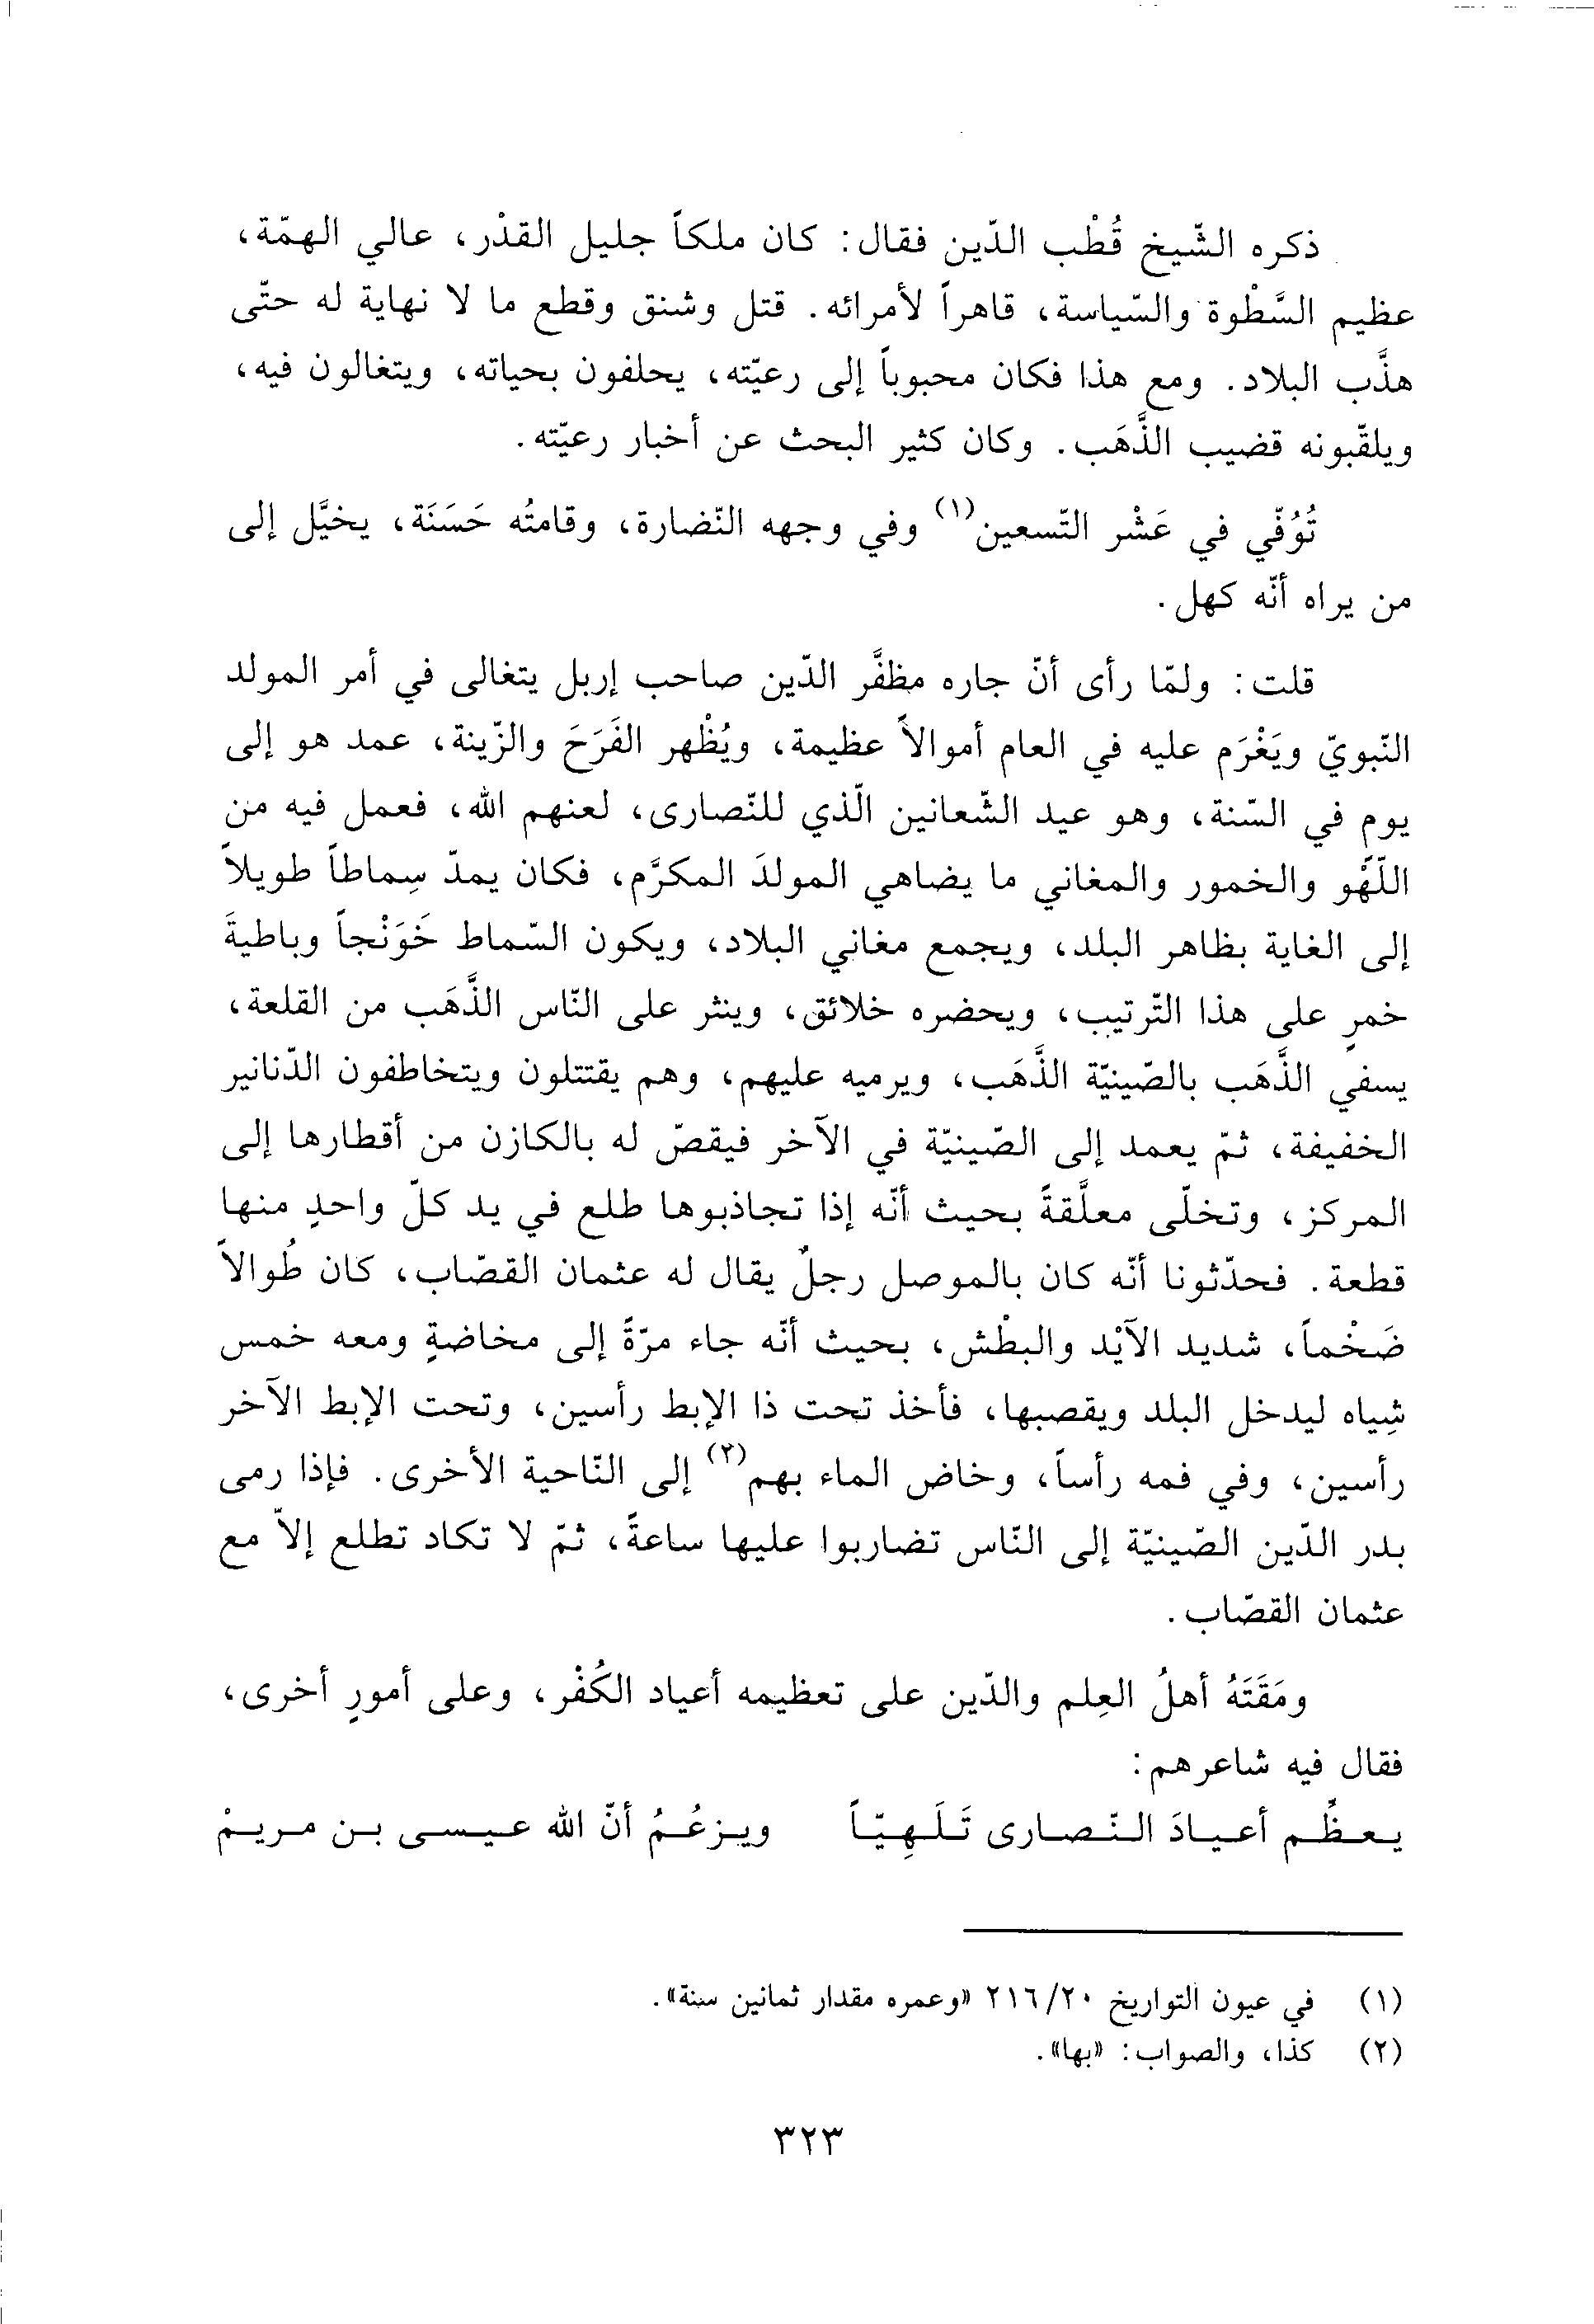 ذكره الشّيخ قُطْب الدّين فقال: كان ملكاً جليل القدْر، عالي الهمّة،
عظيم السَّطْوة والسّياسة، قاهراً لأمرائه. قتل وشنق وقطع ما لا نهاية له حتّى
هذَّب البلاد. ومع هذا فكان محبوباً إلى رعيّته، يحلفون بحياته، ويتغالون فيه،
ويلقّبونه قضيب الذَّهَب. وكان كثير البحث عن أخبار رعيّته.
تُوُفّي في عَشْر التّسعين(١) وفي وجهه النّضارة، وقامتُه حَسَنَة، يخيَّل إلى
من يراه أنّه كهل.
قلت: ولمّا رأى أنّ جاره مظفَّر الدّين صاحب إربل يتغالى في أمر المولد
النّبويّ ويَغْرَم عليه في العام أموالاً عظيمة، ويُظْهر الفَرَحَ والزّينة، عمد هو إلى
يوم في السّنة، وهو عيد الشّعانين الّذي للنّصارى، لعنهم الله، فعمل فيه من
اللّهْو والخمور والمغاني ما يضاهي المولدَ المكرَّم، فكان يمدّ سِماطاً طويلاً
إلى الغاية بظاهر البلد، ويجمع مغاني البلاد، ويكون السّماط خَوَنْجاً وباطيةَ
خمرٍ على هذا التّرتيب، ويحضره خلائق، وينثر على النّاس الذَّهَب من القلعة،
يسفي الذَّهَب بالصّينيّة الذَّهَب، ويرميه عليهم، وهم يقتتلون ويتخاطفون الدّنانير
الخفيفة، ثمّ يعمد إلى الصّينيّة في الآخر فيقصّ له بالكازن من أقطارها إلى
المركز، وتخلّى معلَّقةً بحيث أنّه إذا تجاذبوها طلع في يد كلّ واحدٍ منها
قطعة. فحدّثونا أنّه كان بالموصل رجلٌ يقال له عثمان القصّاب، كان طُوالاً
ضَخْماً، شديد الآيْد والبطْش، بحيث أنّه جاء مرّةً إلى مخاضةٍ ومعه خمس
شِياه ليدخل البلد ويقصبها، فأخذ تحت ذا الإبط رأسين، وتحت الإبط الآخر
رأسين، وفي فمه رأساً، وخاض الماء بهم(٢) إلى النّاحية الأخرى. فإذا رمى
بدر الدّين الصّينيّة إلى النّاس تضاربوا عليها ساعةً، ثمّ لا تكاد تطلع إلاّ مع
عثمان القصّاب.
ومَقَتَهُ أهلُ العِلم والدّين على تعظيمه أعياد الكُفْر، وعلى أمورٍ أخرى،
فقال فيه شاعرهم:
يعظِّم أعيادَ النّصارى تَلَهِيّاً ويزعُمُ أنّ الله عيسى بن مريمْ
(١) في عيون التواريخ ٢٠/٢١٦ «وعمره مقدار ثمانين سنة».
(٢) كذا، والصواب: «بها».
٣٢٣